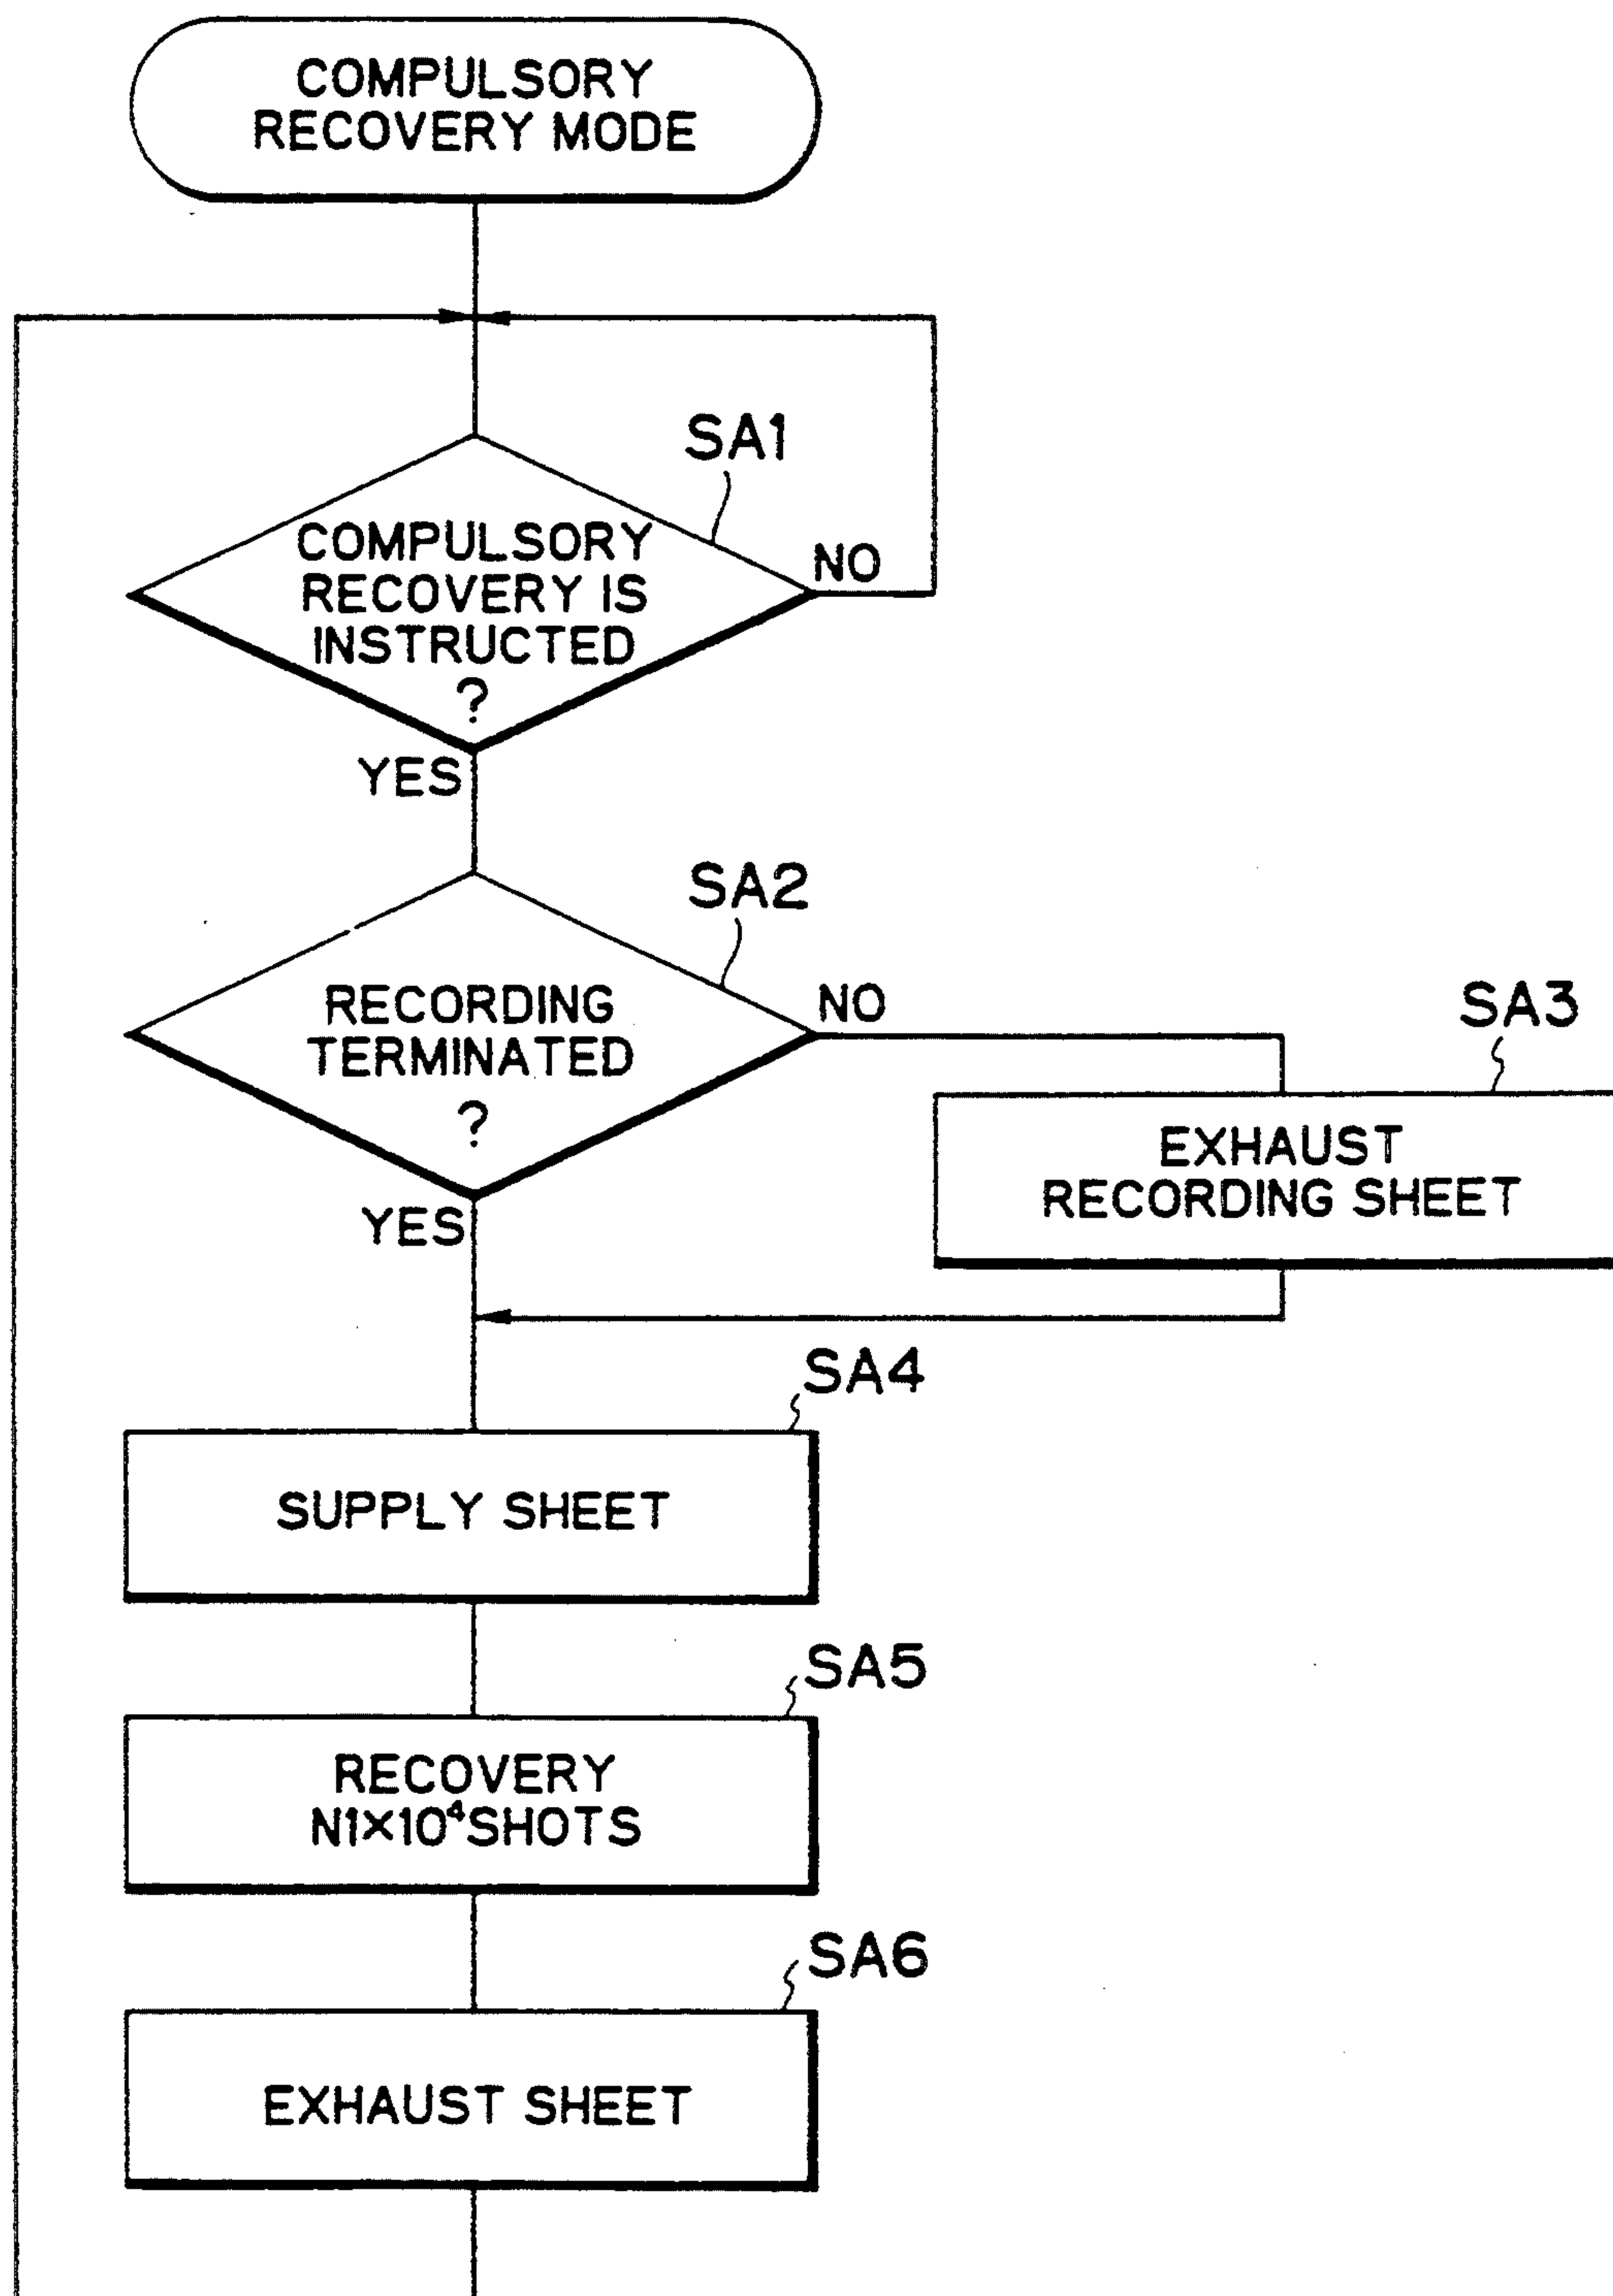 COMPULSORY
RECOVERY MODE
SA1
COMPULSORY
RECOVERY IS
INSTRUCTED
?
NO
YES
SA2
RECORDING
TERMINATED
?
NO
YES
SA3
EXHAUST
RECORDING SHEET
SA4
SUPPLY SHEET
SA5
RECOVERY
N1×10⁴SHOTS
SA6
EXHAUST SHEET